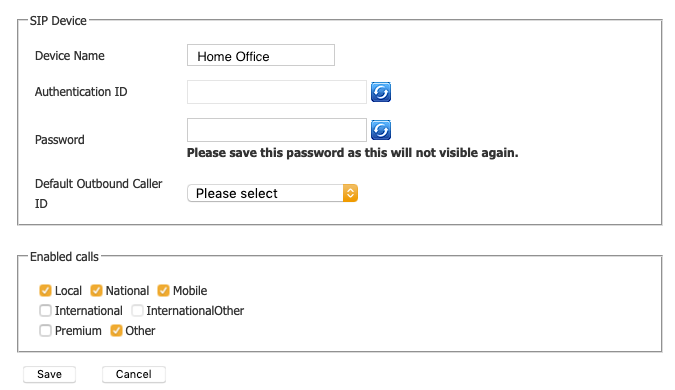 SIP Device
Device Name Home Office
Authentication ID
Password
Please save this password as this will not visible again.
Default Outbound Caller ID Please select
Enabled calls
Local National Mobile
International InternationalOther
Premium Other
Save Cancel